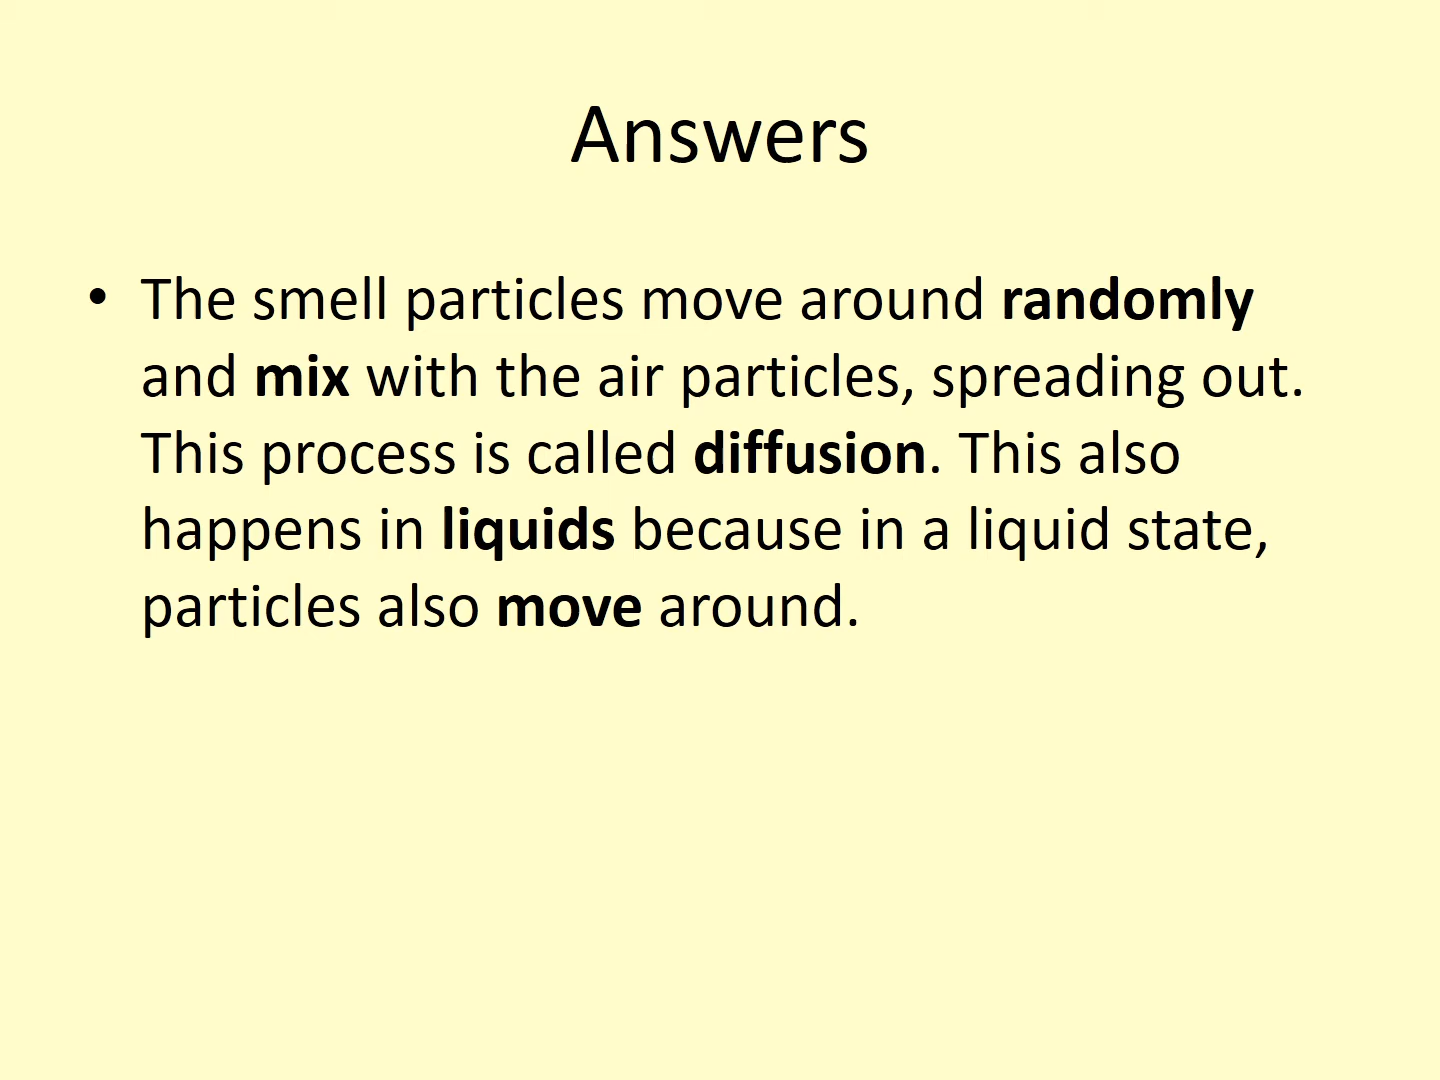 Answers
• The smell particles move around randomly
and mix with the air particles, spreading out.
This process is called diffusion. This also
happens in liquids because in a liquid state,
particles also move around.